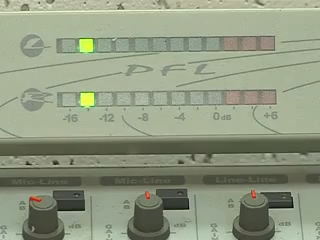 L
PFL
R
-16 -12 -8 -4 0dB +6
Mic-Line Mic-Line Line-Line
A B A B A B